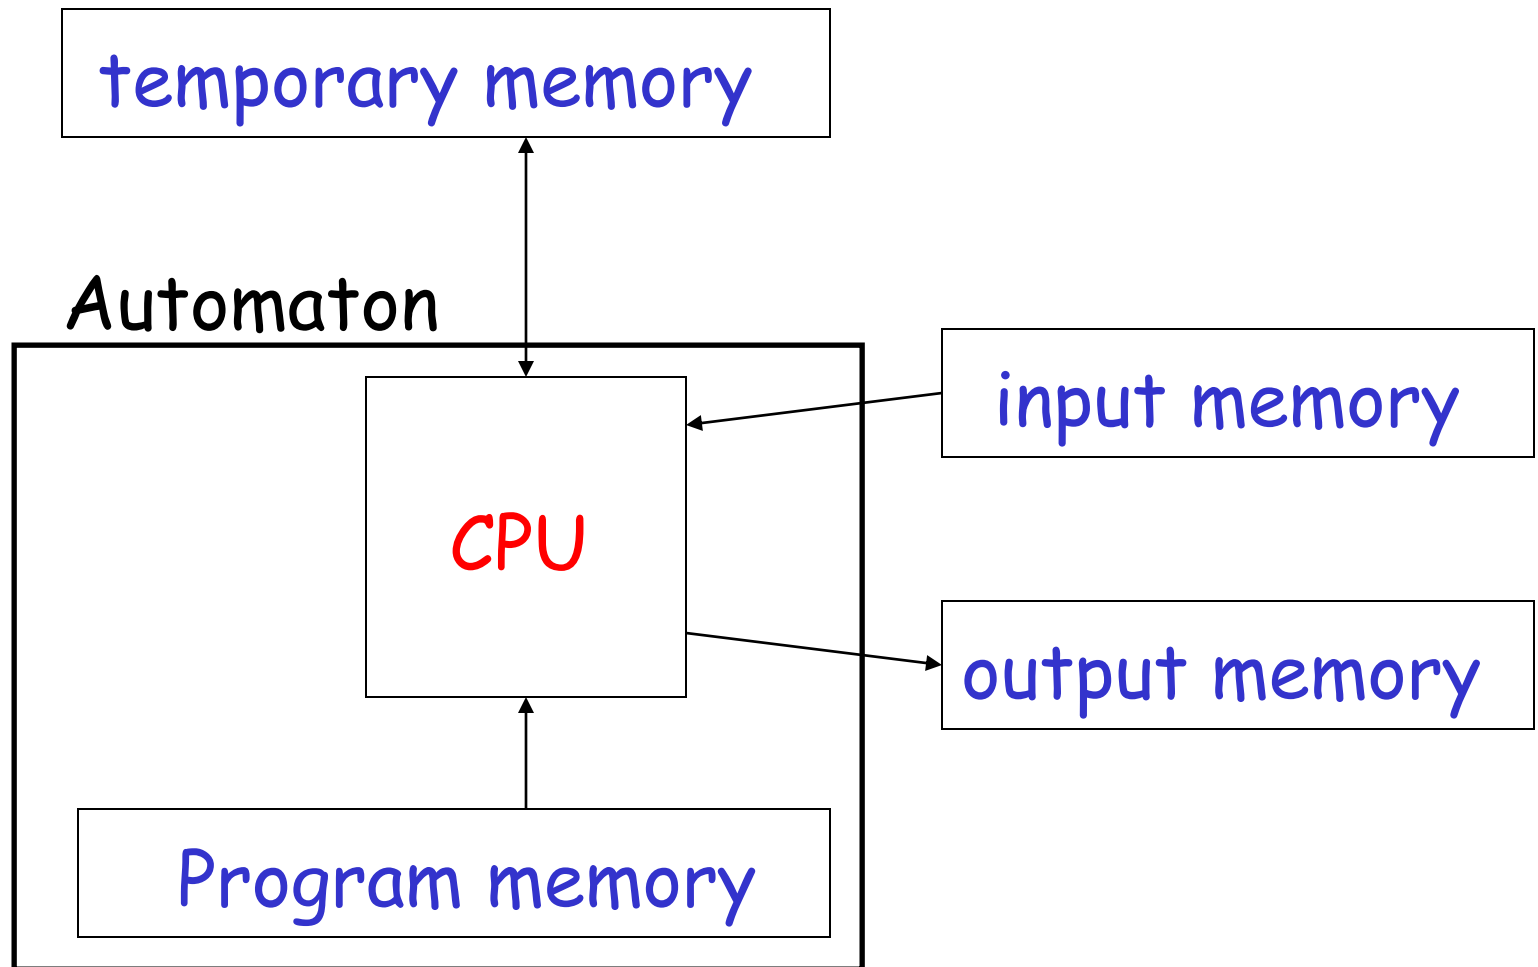 temporary memory
Automaton
input memory
CPU
output memory
Program memory